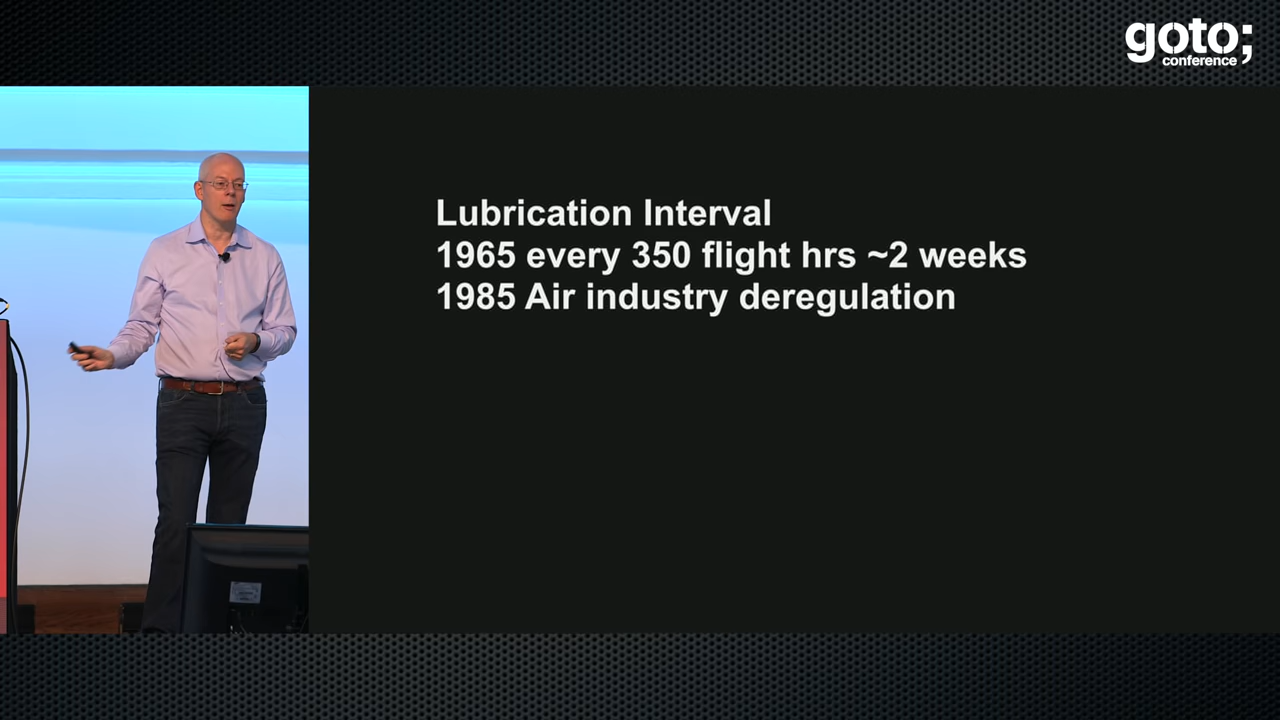 goto;
conference
Lubrication Interval
1965 every 350 flight hrs ~2 weeks
1985 Air industry deregulation